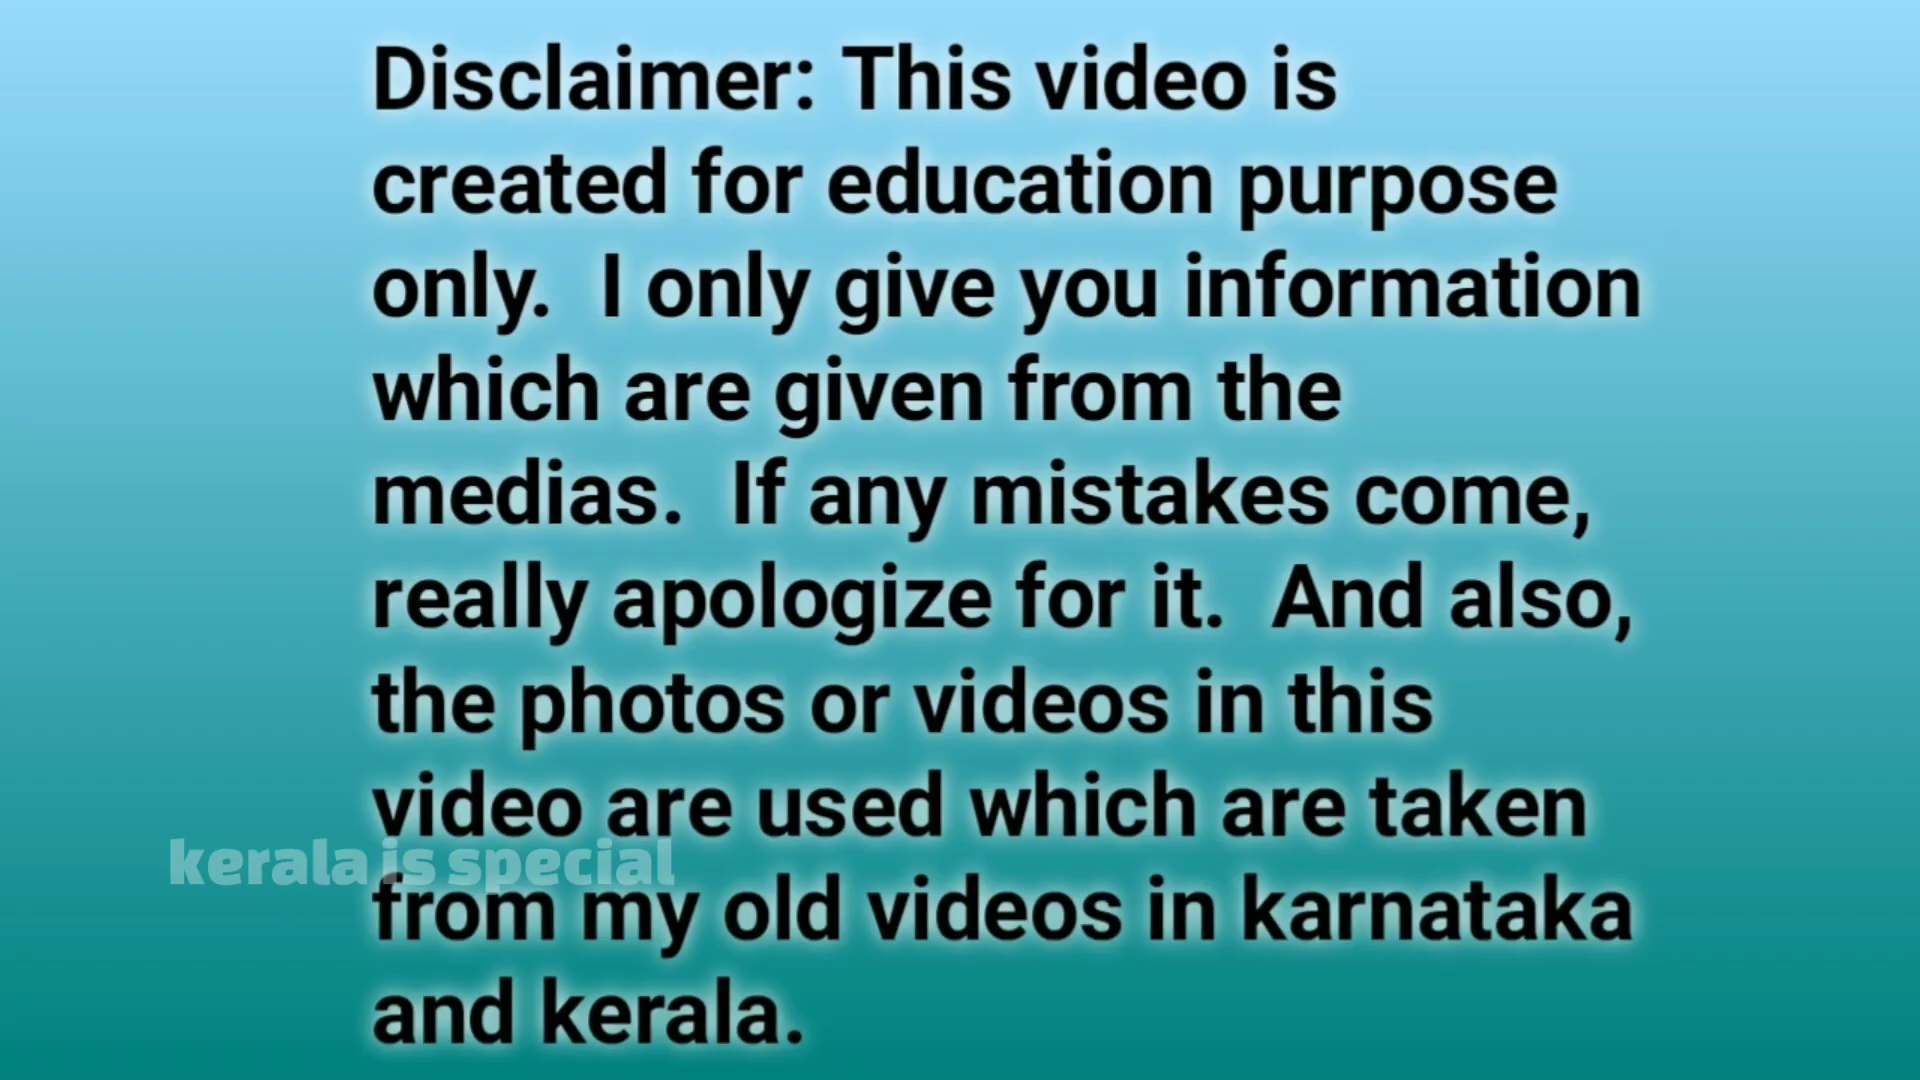 Disclaimer: This video is
created for education purpose
only.  I only give you information
which are given from the
medias.  If any mistakes come,
really apologize for it.  And also,
the photos or videos in this
video are used which are taken
kerala is special
from my old videos in karnataka
and kerala.